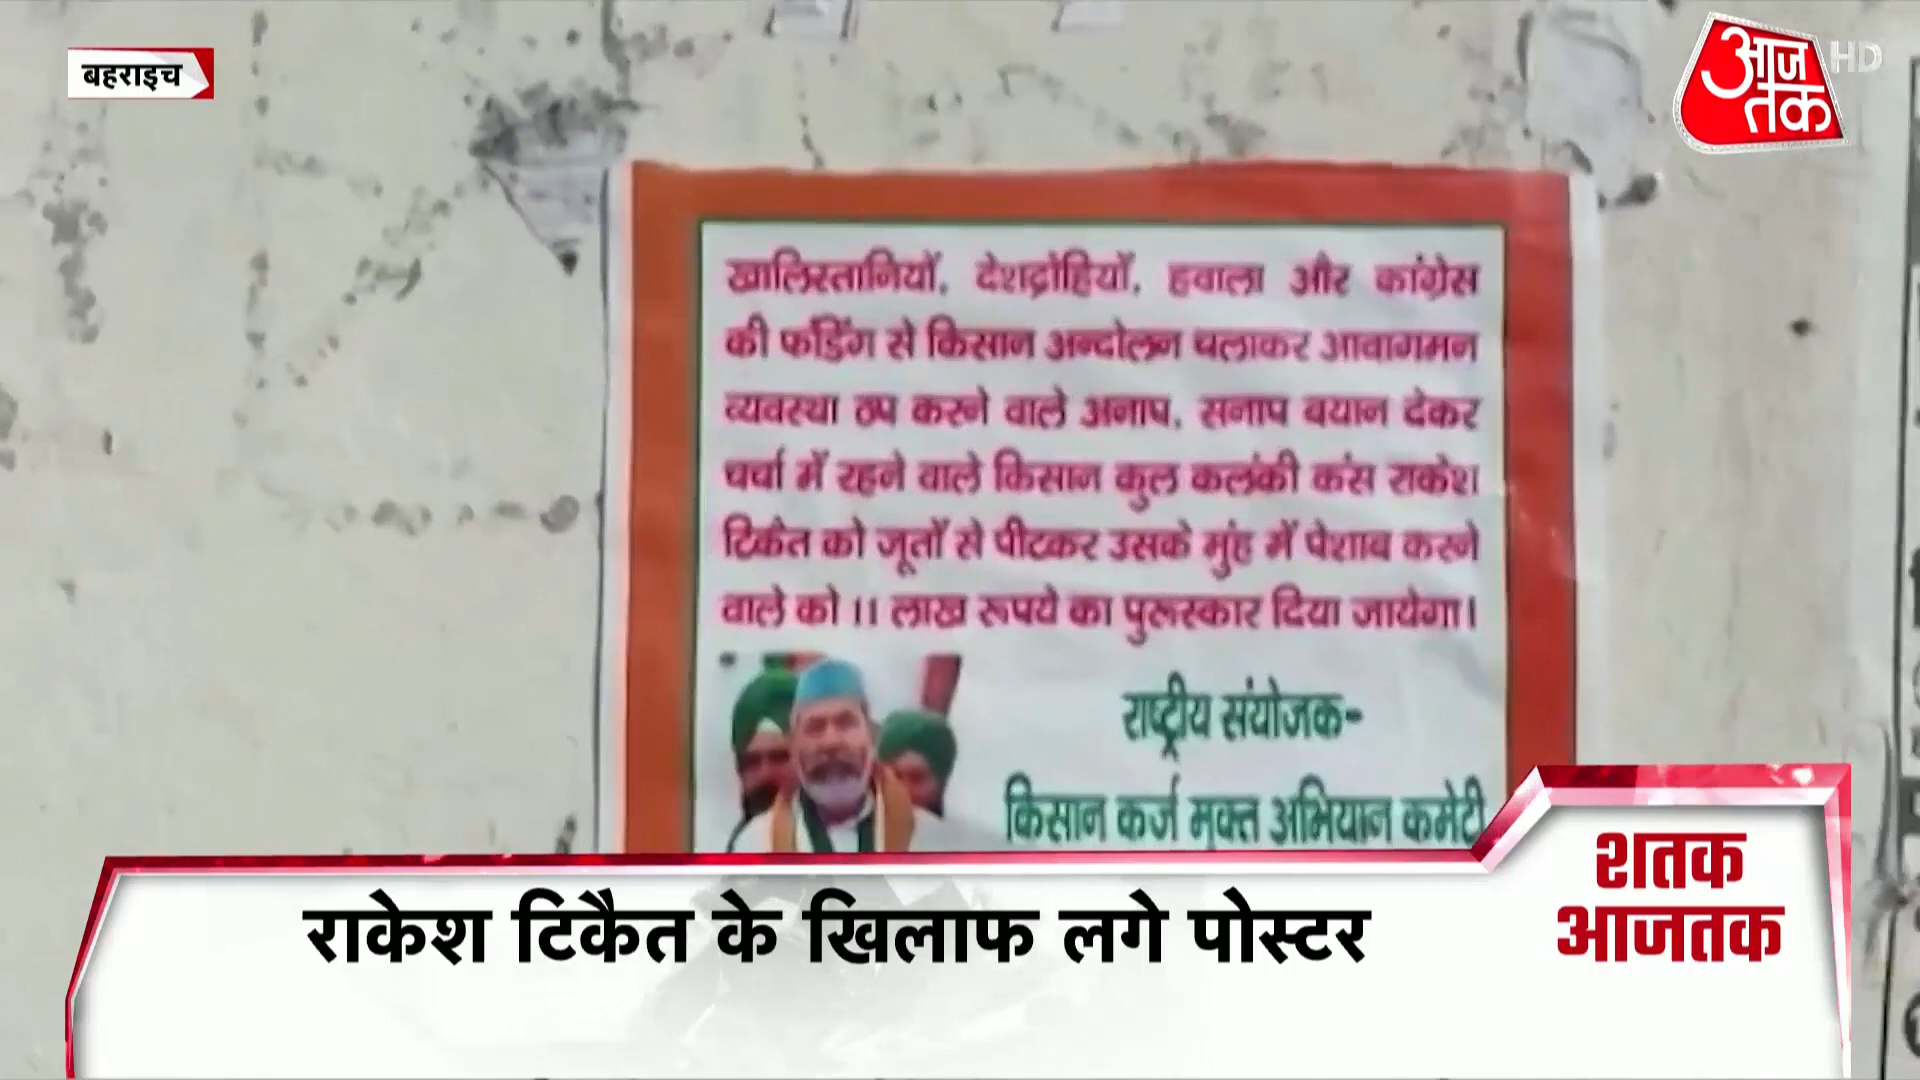 बहराइच
आज तक HD
खालिस्तानियों, देशद्रोहियों, हवाला और कांग्रेस
की फंडिंग से किसान अन्दोलन चलाकर आवागमन
व्यवस्था ठप करने वाले अनाप, सनाप बयान देकर
चर्चा में रहने वाले किसान कुल कलंकी कंस राकेश
टिकैत को जूतों से पीटकर उसके मुंह में पेशाब करने
वाले को 11 लाख रूपये का पुरूस्कार दिया जायेगा।
राष्ट्रीय संयोजक-
किसान कर्ज मुक्त अभियान कमेटी
राकेश टिकैत के खिलाफ लगे पोस्टर
शतक
आजतक